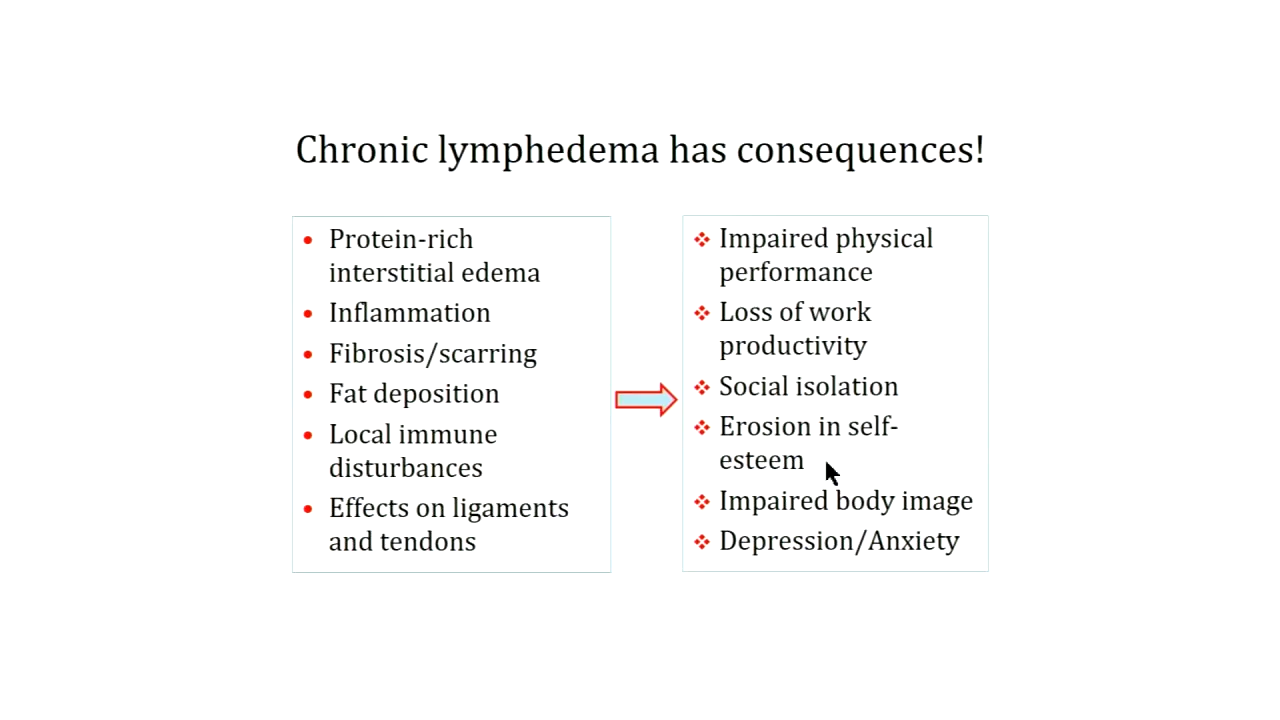 Chronic lymphedema has consequences!
Protein-rich
interstitial edema
Inflammation
Fibrosis/scarring
Fat deposition
Local immune
disturbances
Effects on ligaments
and tendons
Impaired physical
performance
Loss of work
productivity
Social isolation
Erosion in self-
esteem
Impaired body image
Depression/Anxiety